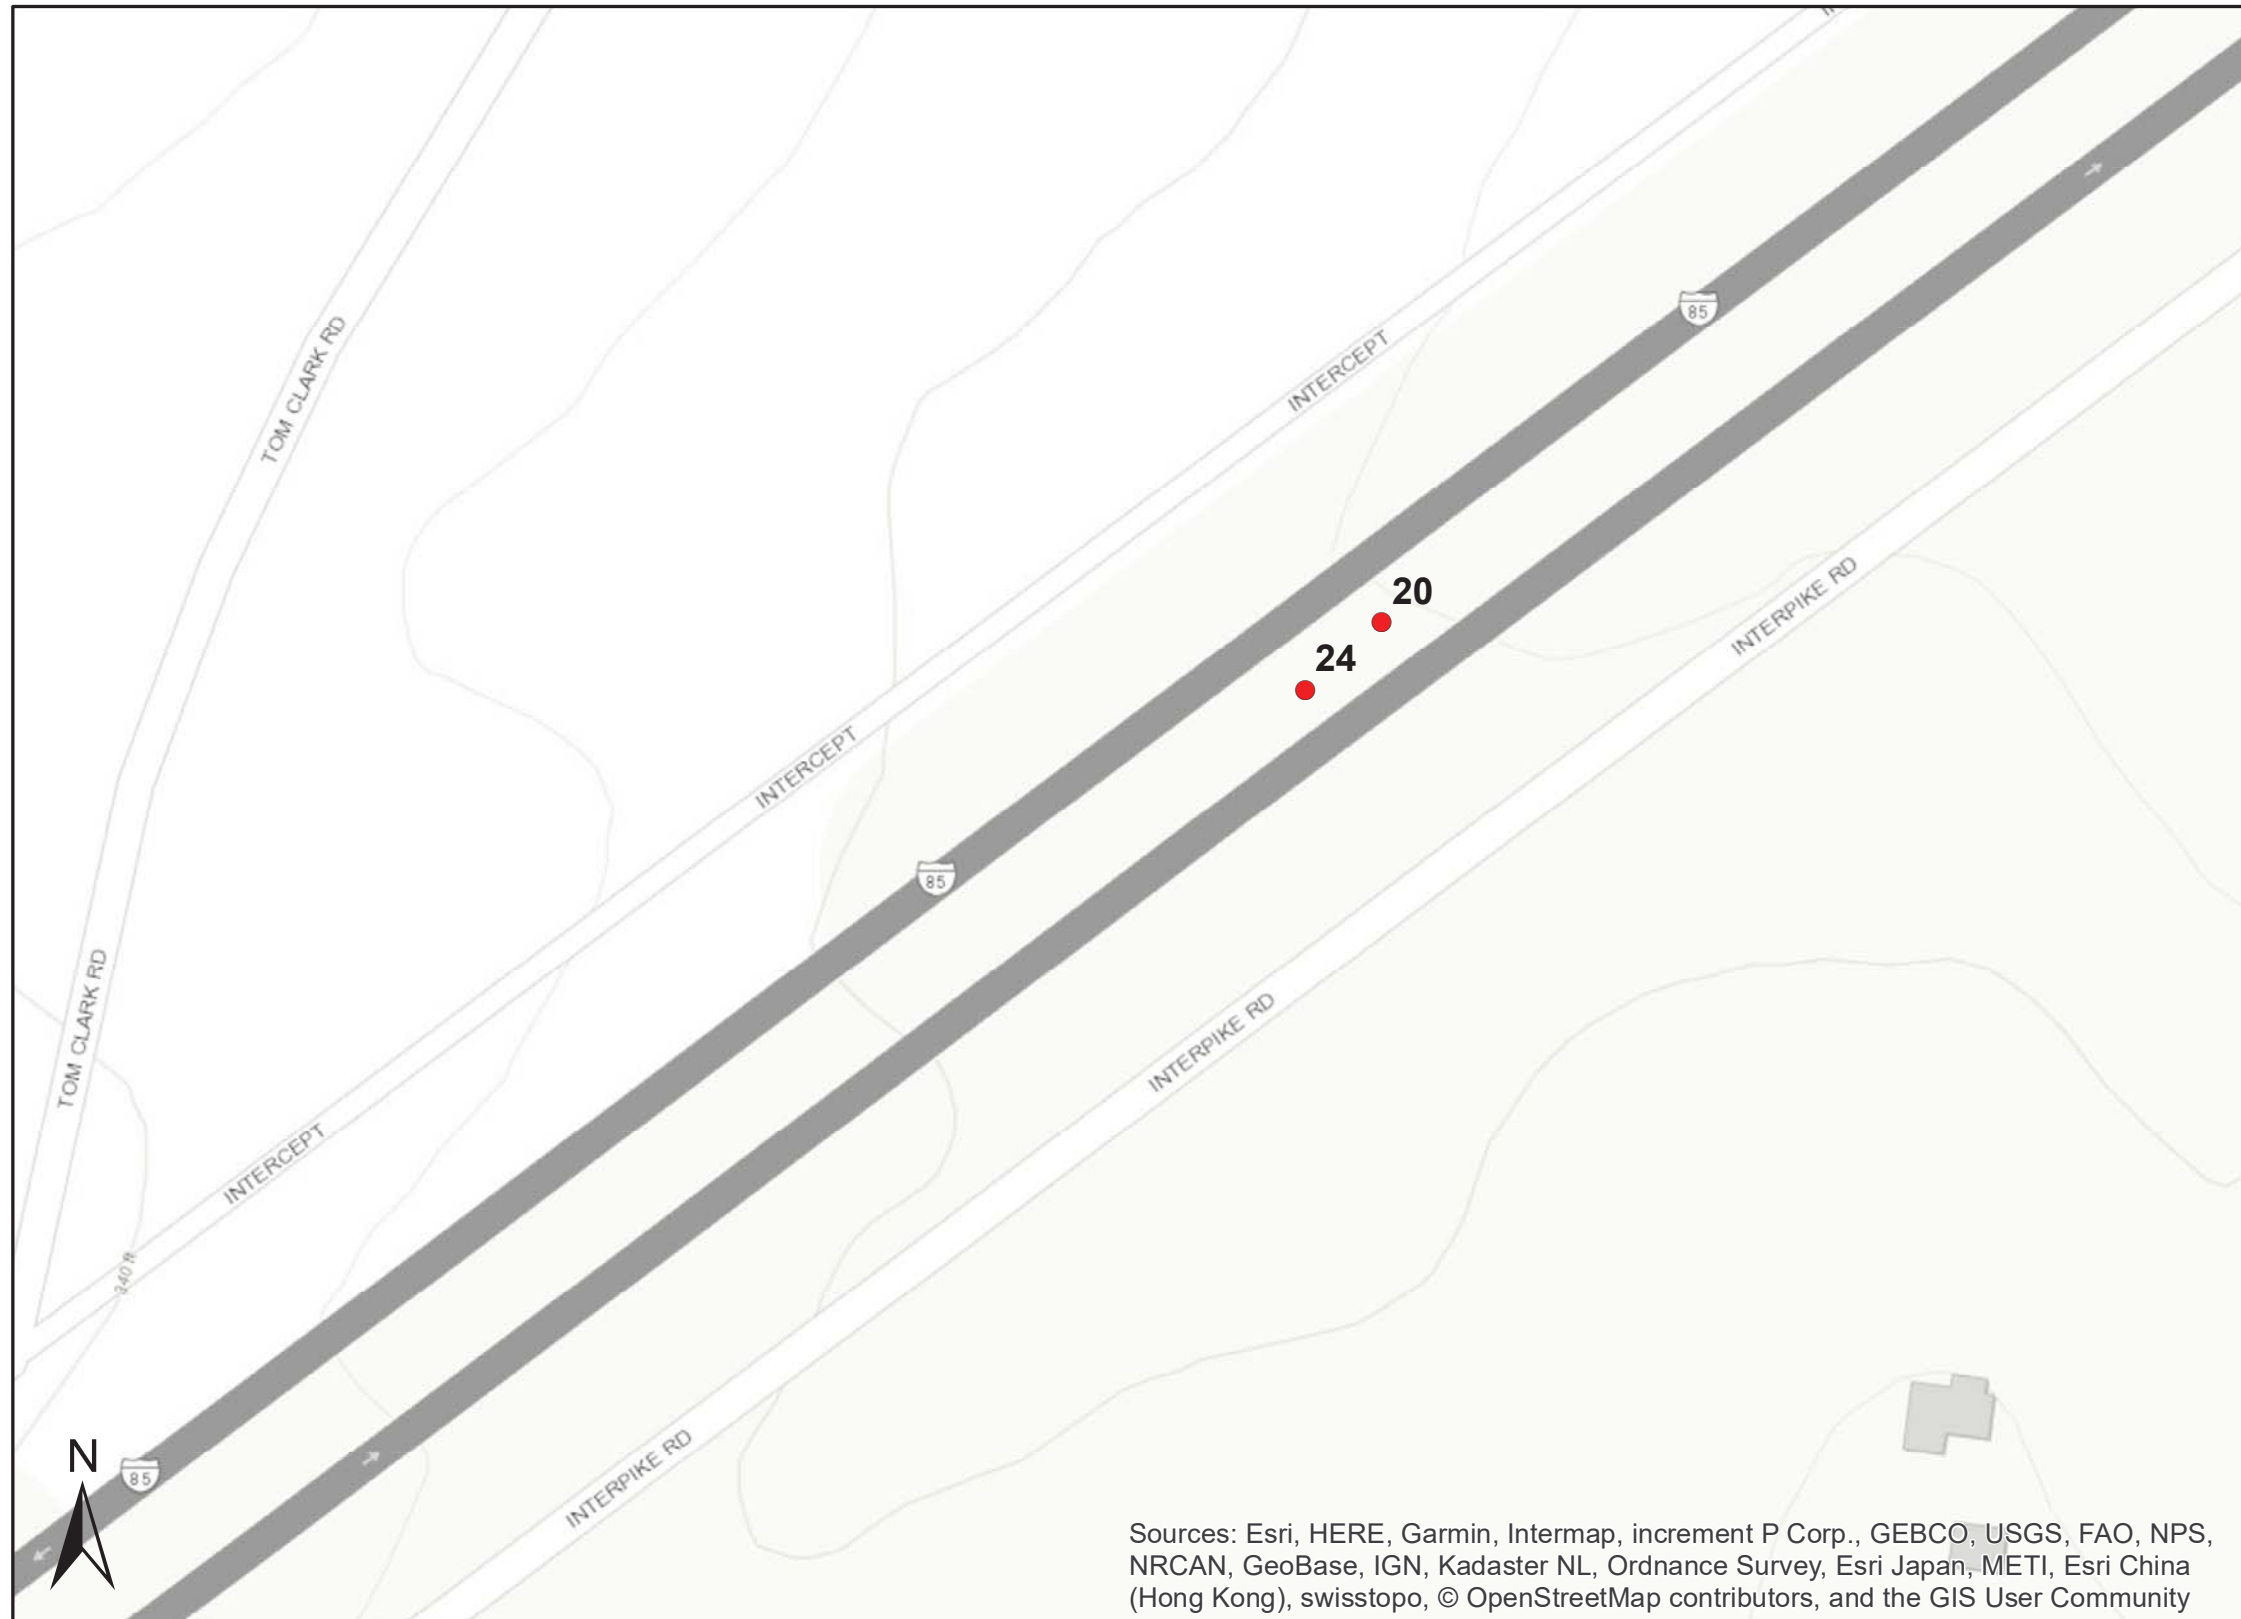 TOM CLARK RD
85
INTERCEPT
20
INTERPIKE RD
24
INTERCEPT
85
TOM CLARK RD
INTERPIKE RD
INTERCEPT
340 ft
N
85
INTERPIKE RD
Sources: Esri, HERE, Garmin, Intermap, increment P Corp., GEBCO, USGS, FAO, NPS,
NRCAN, GeoBase, IGN, Kadaster NL, Ordnance Survey, Esri Japan, METI, Esri China
(Hong Kong), swisstopo, © OpenStreetMap contributors, and the GIS User Community